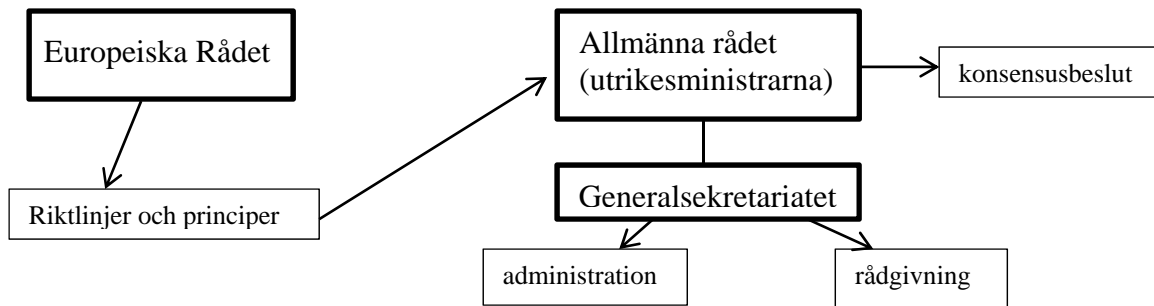 Europeiska Rådet
Allmänna rådet
(utrikesministrarna)
konsensusbeslut
Riktlinjer och principer
Generalsekretariatet
administration
rådgivning